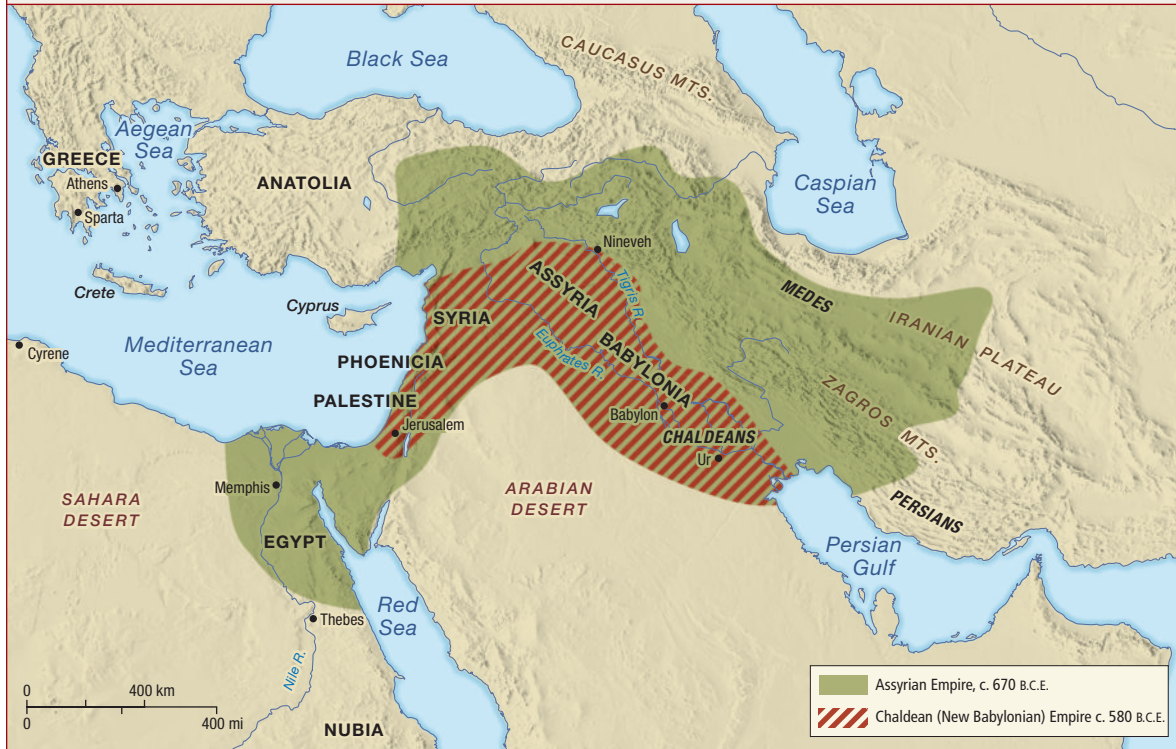 Black Sea
CAUCASUS MTS.
Aegean
Sea
GREECE
Athens
Sparta
ANATOLIA
Caspian
Sea
Nineveh
Crete
Cyprus
ASSYRIA
Tigris R.
MEDES
IRANIAN PLATEAU
SYRIA
Cyrene
Mediterranean
Sea
PHOENICIA
Euphrates R.
BABYLONIA
ZAGROS MTS.
PALESTINE
Jerusalem
Babylon
CHALDEANS
Ur
Memphis
SAHARA
DESERT
ARABIAN
DESERT
PERSIANS
EGYPT
Persian
Gulf
Red
Sea
Thebes
Nile R.
NUBIA
0 400 km
0 400 mi
Assyrian Empire, c. 670 B.C.E.
Chaldean (New Babylonian) Empire c. 580 B.C.E.